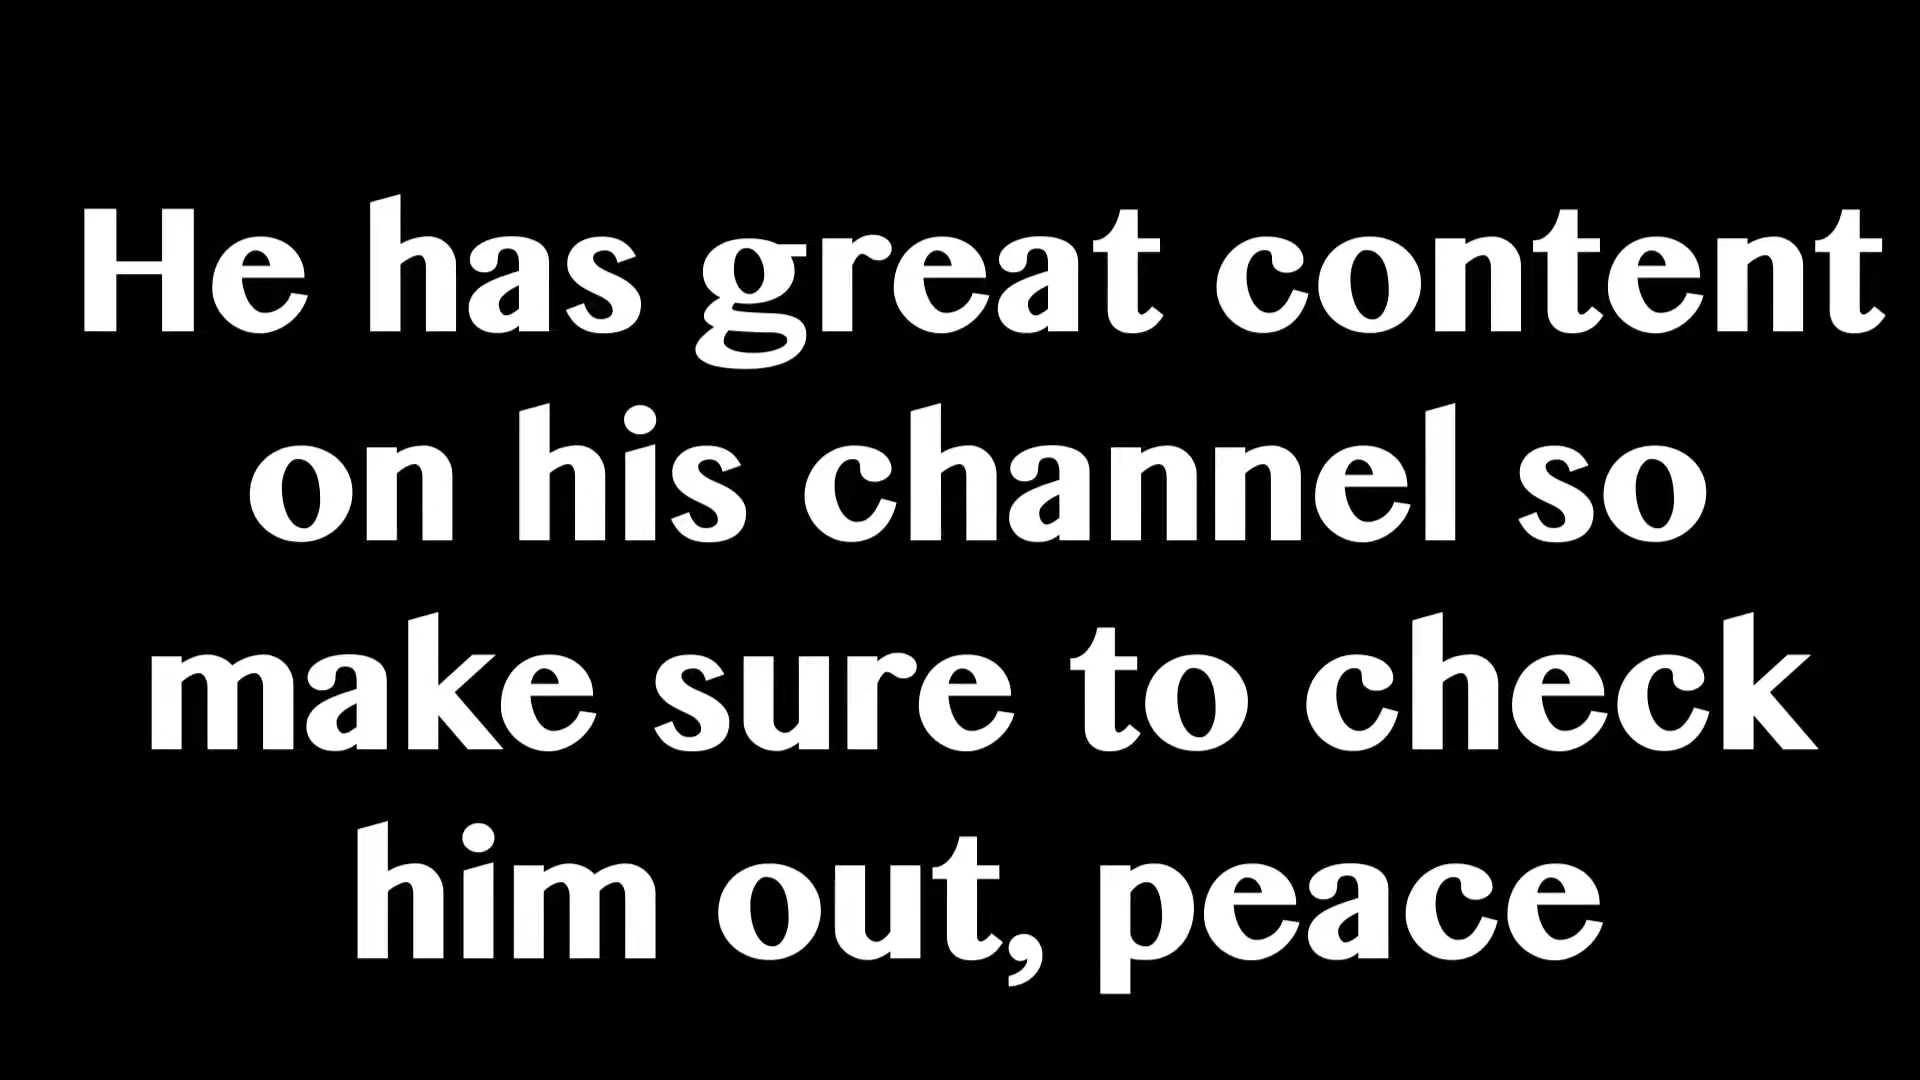 He has great content
on his channel so
make sure to check
him out, peace